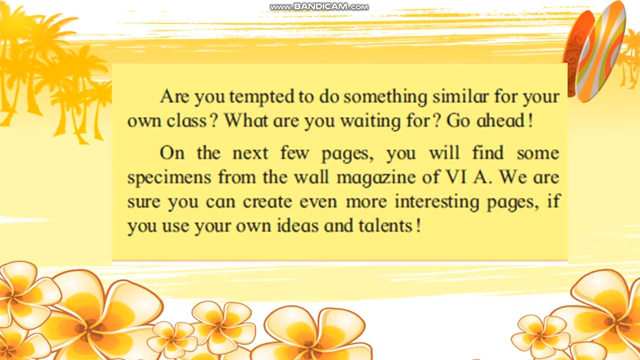 www.BANDICAM.com
Are you tempted to do something similar for your
own class? What are you waiting for? Go ahead!
On the next few pages, you will find some
specimens from the wall magazine of VI A. We are
sure you can create even more interesting pages, if
you use your own ideas and talents!